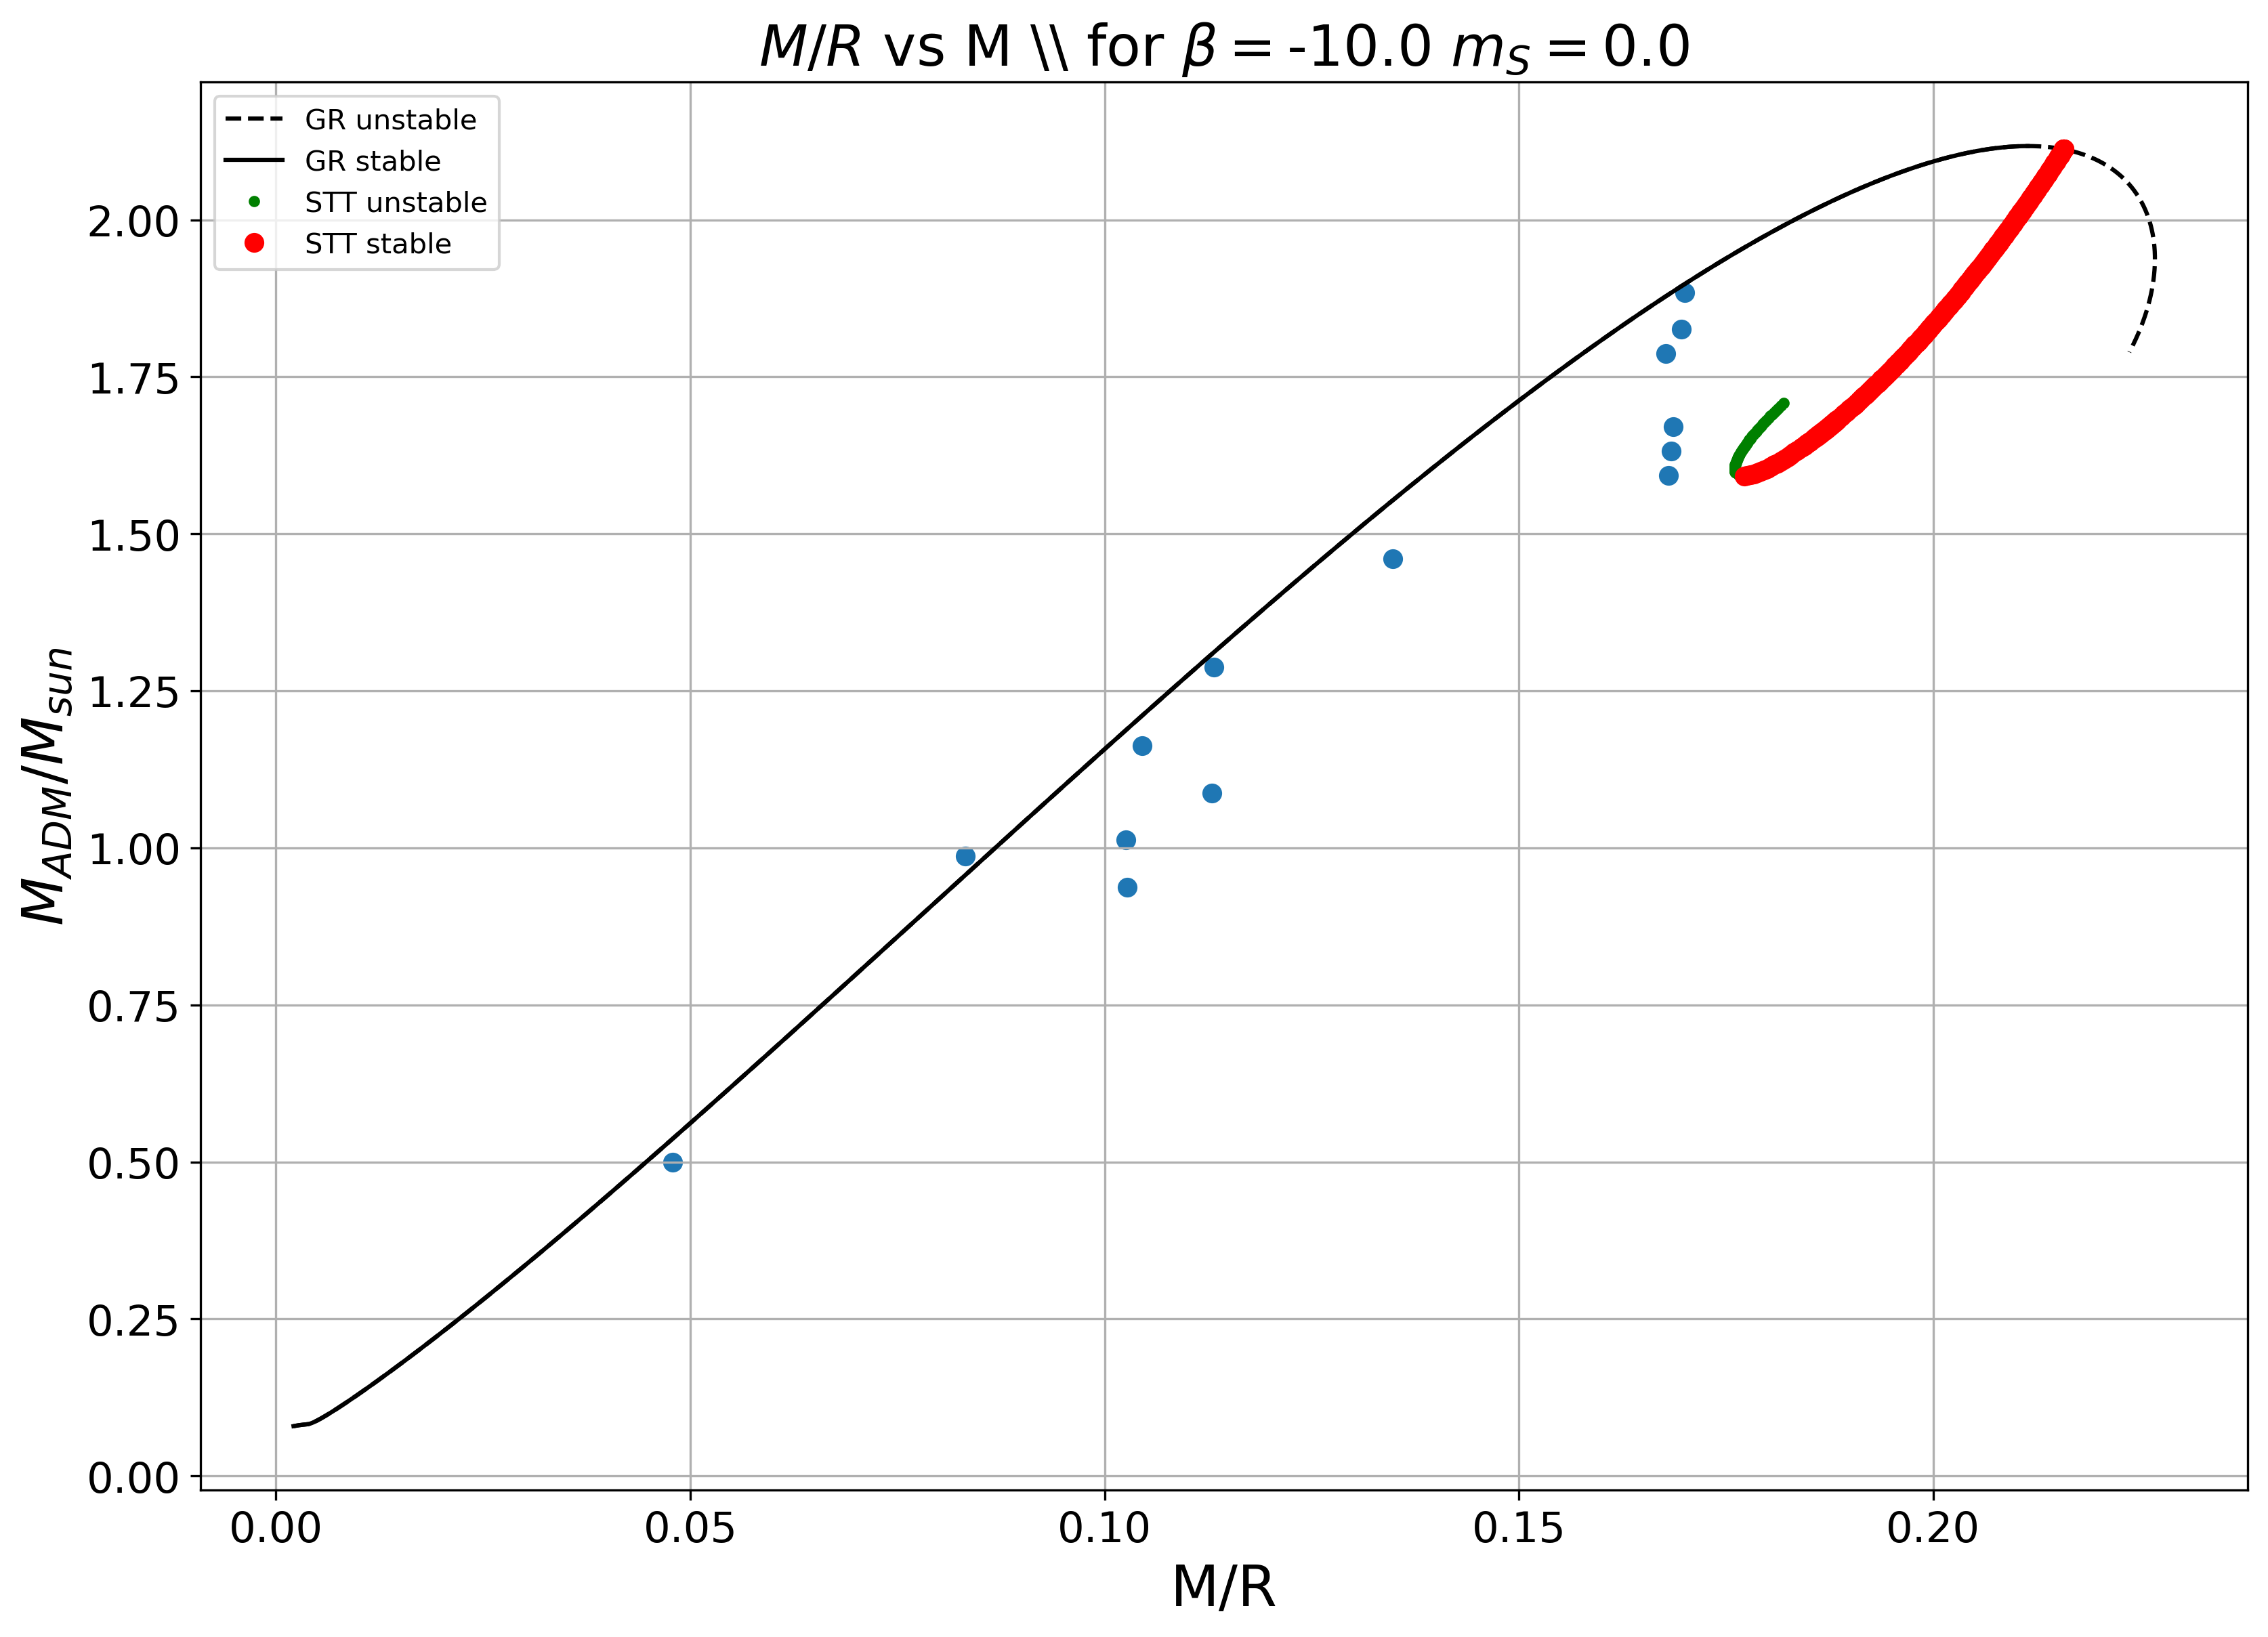 M/R vs M \\ for β = -10.0 m_S = 0.0
GR unstable
GR stable
STT unstable
STT stable
M_ADM/M_sun
2.00
1.75
1.50
1.25
1.00
0.75
0.50
0.25
0.00
0.00 0.05 0.10 0.15 0.20
M/R